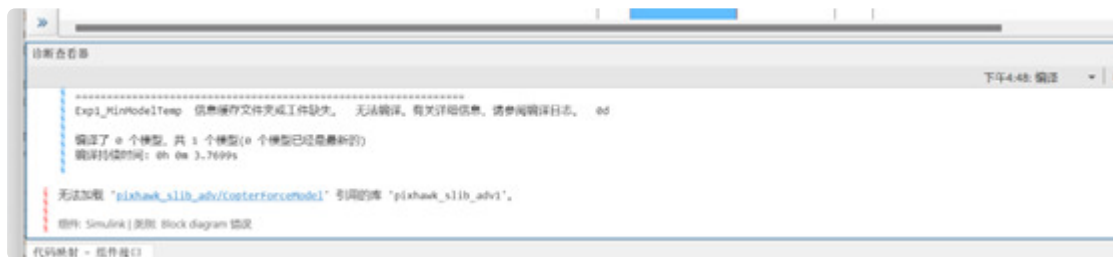 诊断查看器
下午4:48: 编译
Exp1_MinModelTemp 信息缓存文件夹或工件缺失。 无法编译。有关详细信息，请参阅编译日志。 0d
编译了 0 个模型，共 1 个模型(0 个模型已经是最新的)
编译持续时间: 0h 0m 3.7699s
无法加载 'pixhawk_slib_adv/CopterForceModel' 引用的库 'pixhawk_slib_adv1'。
组件: Simulink | 类别: Block diagram 错误
代码映射 - 组件接口